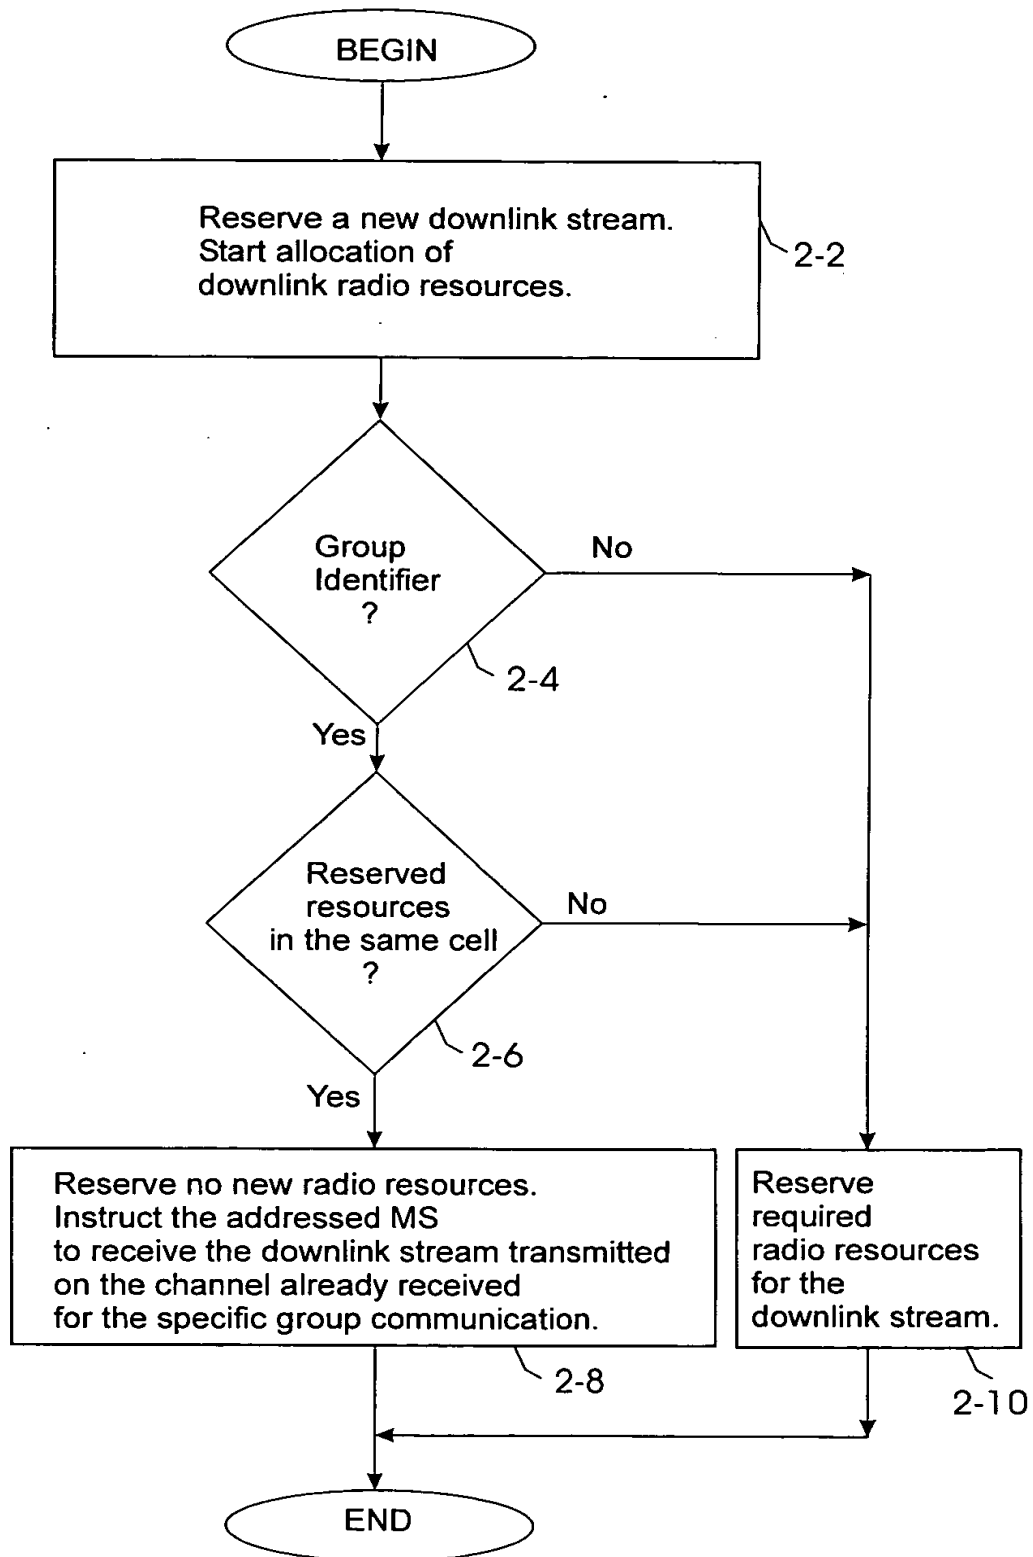 BEGIN
Reserve a new downlink stream.
Start allocation of
downlink radio resources.
2-2
Group
Identifier
?
No
2-4
Yes
Reserved
resources
in the same cell
?
No
2-6
Yes
Reserve no new radio resources.
Instruct the addressed MS
to receive the downlink stream transmitted
on the channel already received
for the specific group communication.
2-8
Reserve
required
radio resources
for the
downlink stream.
2-10
END